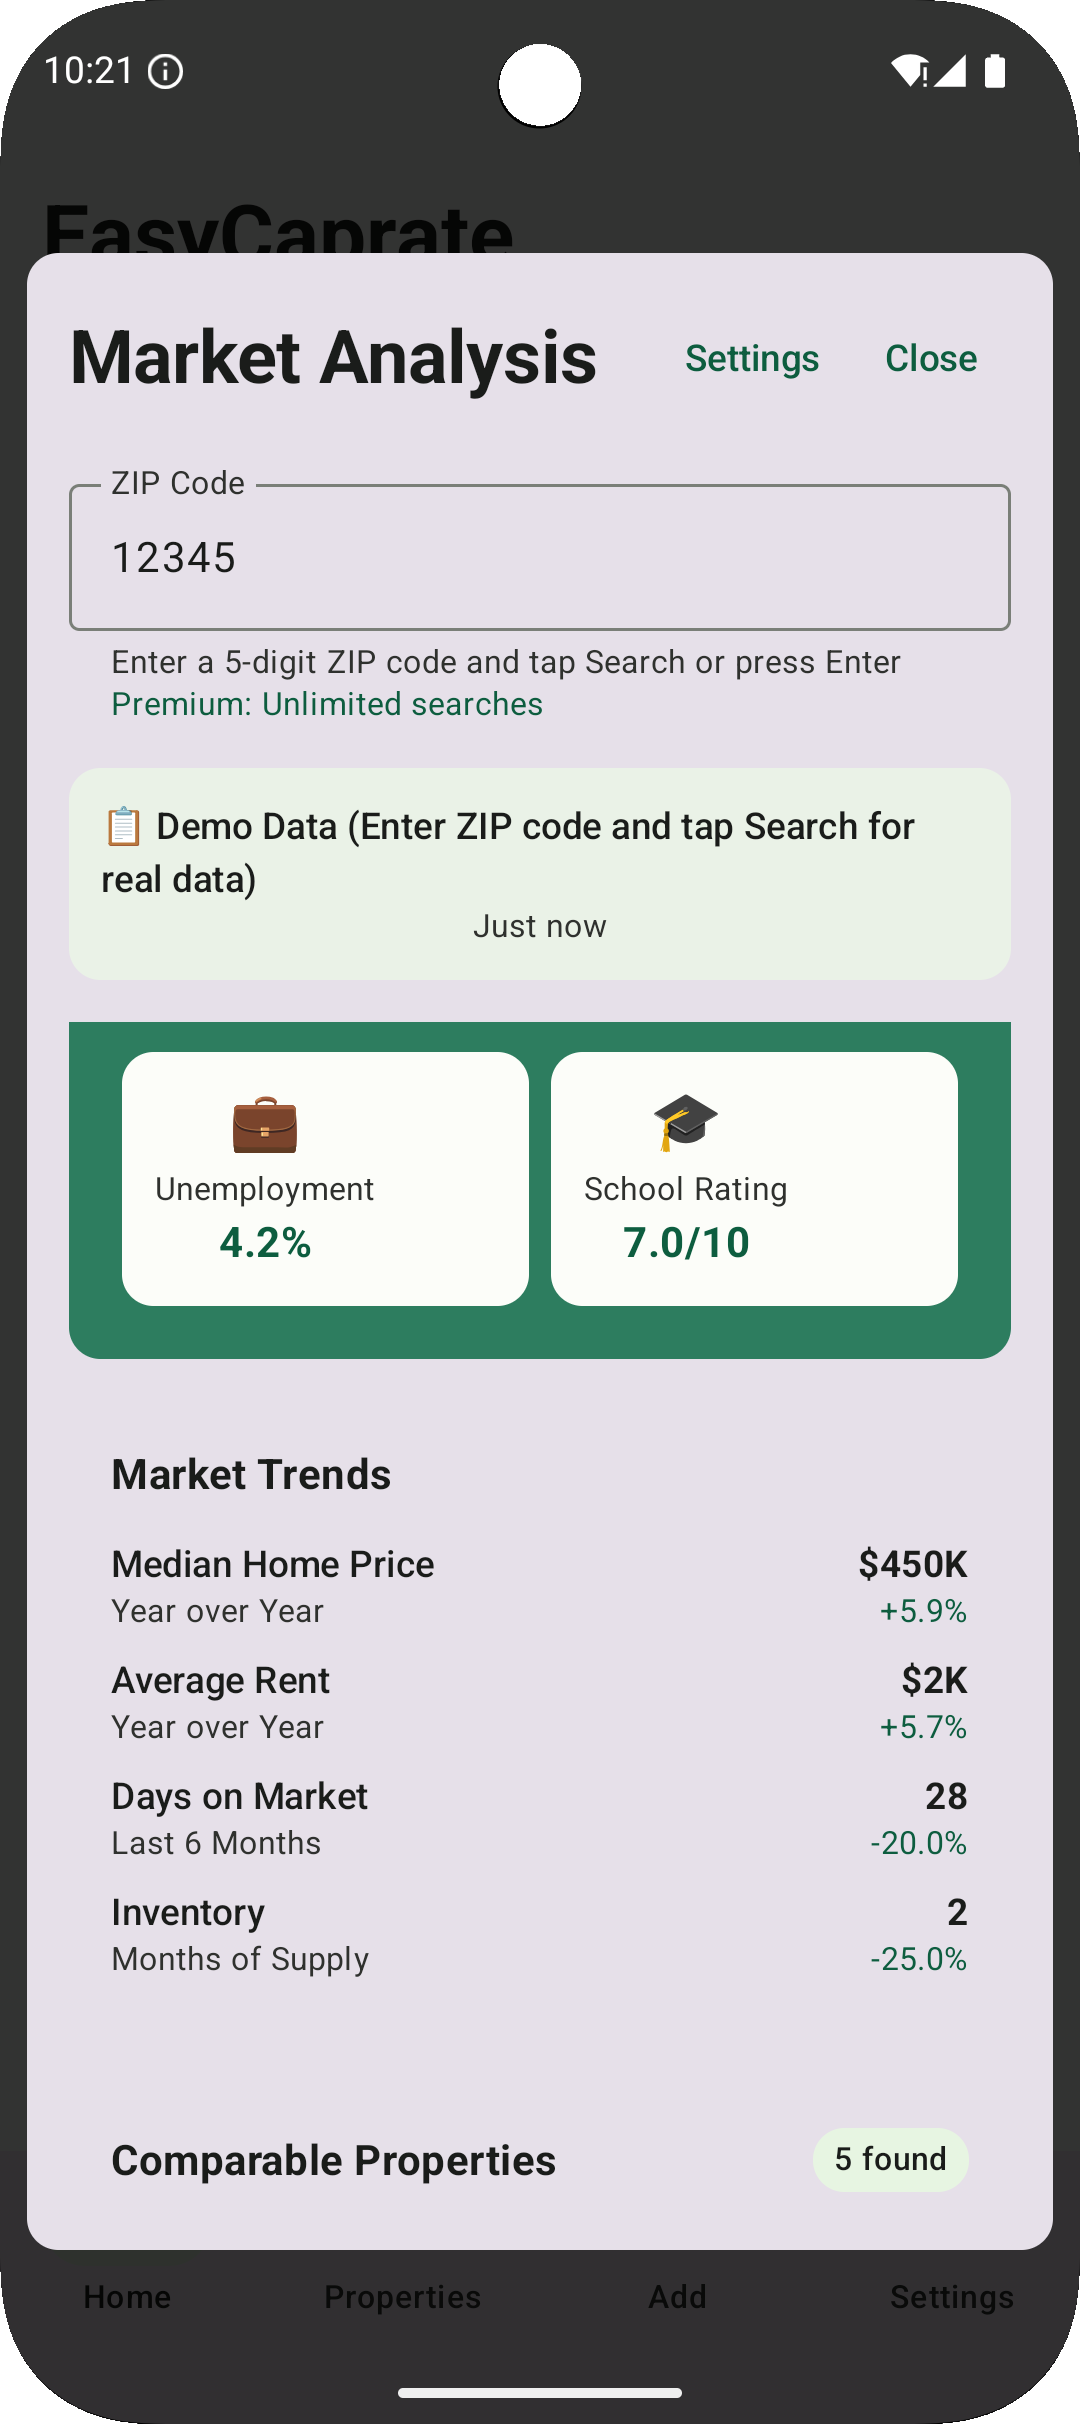 10:21
EasyCaprate
Market Analysis
Settings
Close
ZIP Code
12345
Enter a 5-digit ZIP code and tap Search or press Enter
Premium: Unlimited searches
📋 Demo Data (Enter ZIP code and tap Search for
real data)
Just now
Unemployment
4.2%
School Rating
7.0/10
Market Trends
Median Home Price
$450K
Year over Year
+5.9%
Average Rent
$2K
Year over Year
+5.7%
Days on Market
28
Last 6 Months
-20.0%
Inventory
2
Months of Supply
-25.0%
Comparable Properties
5 found
Home
Properties
Add
Settings